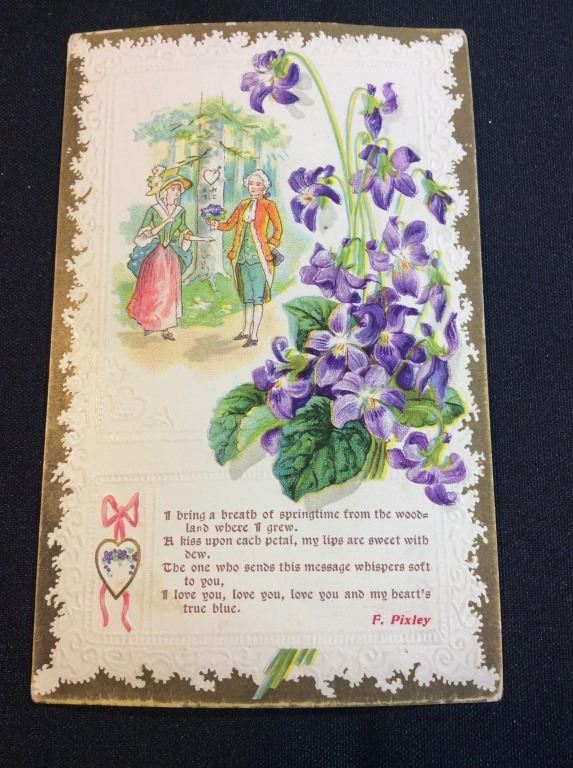 I bring a breath of springtime from the wood=
land where I grew.
A kiss upon each petal, my lips are sweet with
dew.
The one who sends this message whispers soft
to you,
I love you, love you, love you and my heart's
true blue.
F. Pixley